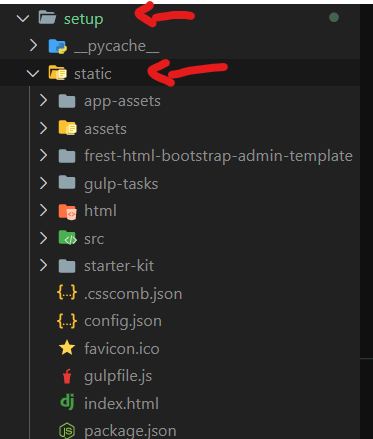 setup
__pycache__
static
app-assets
assets
frest-html-bootstrap-admin-template
gulp-tasks
html
src
starter-kit
{..} .csscomb.json
{..} config.json
favicon.ico
gulpfile.js
dj index.html
package.json